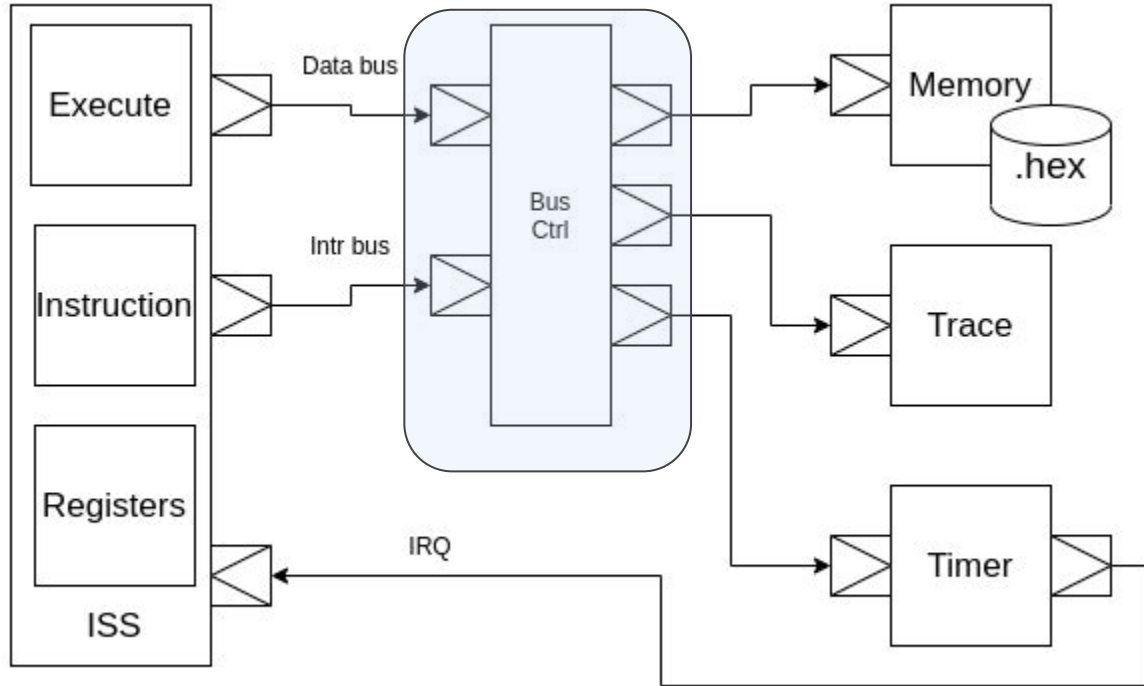 Execute
Data bus
Memory
.hex
Bus
Ctrl
Intr bus
Instruction
Trace
Registers
IRQ
Timer
ISS